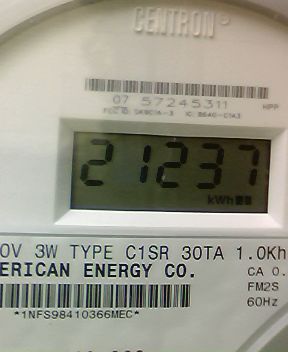 CENTRON®
07 57245311 HPP
21237
kWh
0V 3W TYPE C1SR 30TA 1.0Kh
ERICAN ENERGY CO.
CA 0.
FM2S
60Hz
*1NFS98410366MEC*